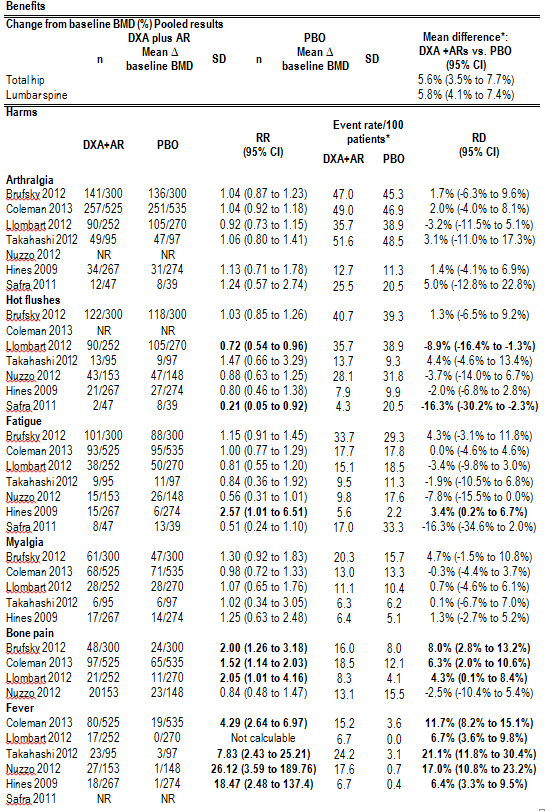 Benefits
Change from baseline BMD (%) Pooled results
DXA plus AR PBO Mean difference*:
n Mean Δ baseline BMD SD n Mean Δ baseline BMD SD DXA +ARs vs. PBO (95% CI)
Total hip 5.6% (3.5% to 7.7%)
Lumbar spine 5.8% (4.1% to 7.4%)
Harms
DXA+AR PBO RR (95% CI) Event rate/100 patients* RD (95% CI)
DXA+AR PBO
Arthralgia
Brufsky 2012 141/300 136/300 1.04 (0.87 to 1.23) 47.0 45.3 1.7% (-6.3% to 9.6%)
Coleman 2013 257/525 251/535 1.04 (0.92 to 1.18) 49.0 46.9 2.0% (-4.0% to 8.1%)
Llombart 2012 90/252 105/270 0.92 (0.73 to 1.15) 35.7 38.9 -3.2% (-11.5% to 5.1%)
Takahashi 2012 49/95 47/97 1.06 (0.80 to 1.41) 51.6 48.5 3.1% (-11.0% to 17.3%)
Nuzzo 2012 NR NR
Hines 2009 34/267 31/274 1.13 (0.71 to 1.78) 12.7 11.3 1.4% (-4.1% to 6.9%)
Safra 2011 12/47 8/39 1.24 (0.57 to 2.74) 25.5 20.5 5.0% (-12.8% to 22.8%)
Hot flushes
Brufsky 2012 122/300 118/300 1.03 (0.85 to 1.26) 40.7 39.3 1.3% (-6.5% to 9.2%)
Coleman 2013 NR NR
Llombart 2012 90/252 105/270 0.72 (0.54 to 0.96) 35.7 38.9 -8.9% (-16.4% to -1.3%)
Takahashi 2012 13/95 9/97 1.47 (0.66 to 3.29) 13.7 9.3 4.4% (-4.6% to 13.4%)
Nuzzo 2012 43/153 47/148 0.88 (0.63 to 1.25) 28.1 31.8 -3.7% (-14.0% to 6.7%)
Hines 2009 21/267 27/274 0.80 (0.46 to 1.38) 7.9 9.9 -2.0% (-6.8% to 2.8%)
Safra 2011 2/47 8/39 0.21 (0.05 to 0.92) 4.3 20.5 -16.3% (-30.2% to -2.3%)
Fatigue
Brufsky 2012 101/300 88/300 1.15 (0.91 to 1.45) 33.7 29.3 4.3% (-3.1% to 11.8%)
Coleman 2013 93/525 95/535 1.00 (0.77 to 1.29) 17.7 17.8 0.0% (-4.6% to 4.6%)
Llombart 2012 38/252 50/270 0.81 (0.55 to 1.20) 15.1 18.5 -3.4% (-9.8% to 3.0%)
Takahashi 2012 9/95 11/97 0.84 (0.36 to 1.92) 9.5 11.3 -1.9% (-10.5% to 6.8%)
Nuzzo 2012 15/153 26/148 0.56 (0.31 to 1.01) 9.8 17.6 -7.8% (-15.5% to 0.0%)
Hines 2009 15/267 6/274 2.57 (1.01 to 6.51) 5.6 2.2 3.4% (0.2% to 6.7%)
Safra 2011 8/47 13/39 0.51 (0.24 to 1.10) 17.0 33.3 -16.3% (-34.6% to 2.0%)
Myalgia
Brufsky 2012 61/300 47/300 1.30 (0.92 to 1.83) 20.3 15.7 4.7% (-1.5% to 10.8%)
Coleman 2013 68/525 71/535 0.98 (0.72 to 1.33) 13.0 13.3 -0.3% (-4.4% to 3.7%)
Llombart 2012 28/252 28/270 1.07 (0.65 to 1.76) 11.1 10.4 0.7% (-4.6% to 6.1%)
Takahashi 2012 6/95 6/97 1.02 (0.34 to 3.05) 6.3 6.2 0.1% (-6.7% to 7.0%)
Hines 2009 17/267 14/274 1.25 (0.63 to 2.48) 6.4 5.1 1.3% (-2.7% to 5.2%)
Bone pain
Brufsky 2012 48/300 24/300 2.00 (1.26 to 3.18) 16.0 8.0 8.0% (2.8% to 13.2%)
Coleman 2013 97/525 65/535 1.52 (1.14 to 2.03) 18.5 12.1 6.3% (2.0% to 10.6%)
Llombart 2012 21/252 11/270 2.05 (1.01 to 4.16) 8.3 4.1 4.3% (0.1% to 8.4%)
Nuzzo 2012 20153 23/148 0.84 (0.48 to 1.47) 13.1 15.5 -2.5% (-10.4% to 5.4%)
Fever
Coleman 2013 80/525 19/535 4.29 (2.64 to 6.97) 15.2 3.6 11.7% (8.2% to 15.1%)
Llombart 2012 17/252 0/270 Not calculable 6.7 0.0 6.7% (3.6% to 9.8%)
Takahashi 2012 23/95 3/97 7.83 (2.43 to 25.21) 24.2 3.1 21.1% (11.8% to 30.4%)
Nuzzo 2012 27/153 1/148 26.12 (3.59 to 189.76) 17.6 0.7 17.0% (10.8% to 23.2%)
Hines 2009 18/267 1/274 18.47 (2.48 to 137.4) 6.7 0.4 6.4% (3.3% to 9.5%)
Safra 2011 NR NR